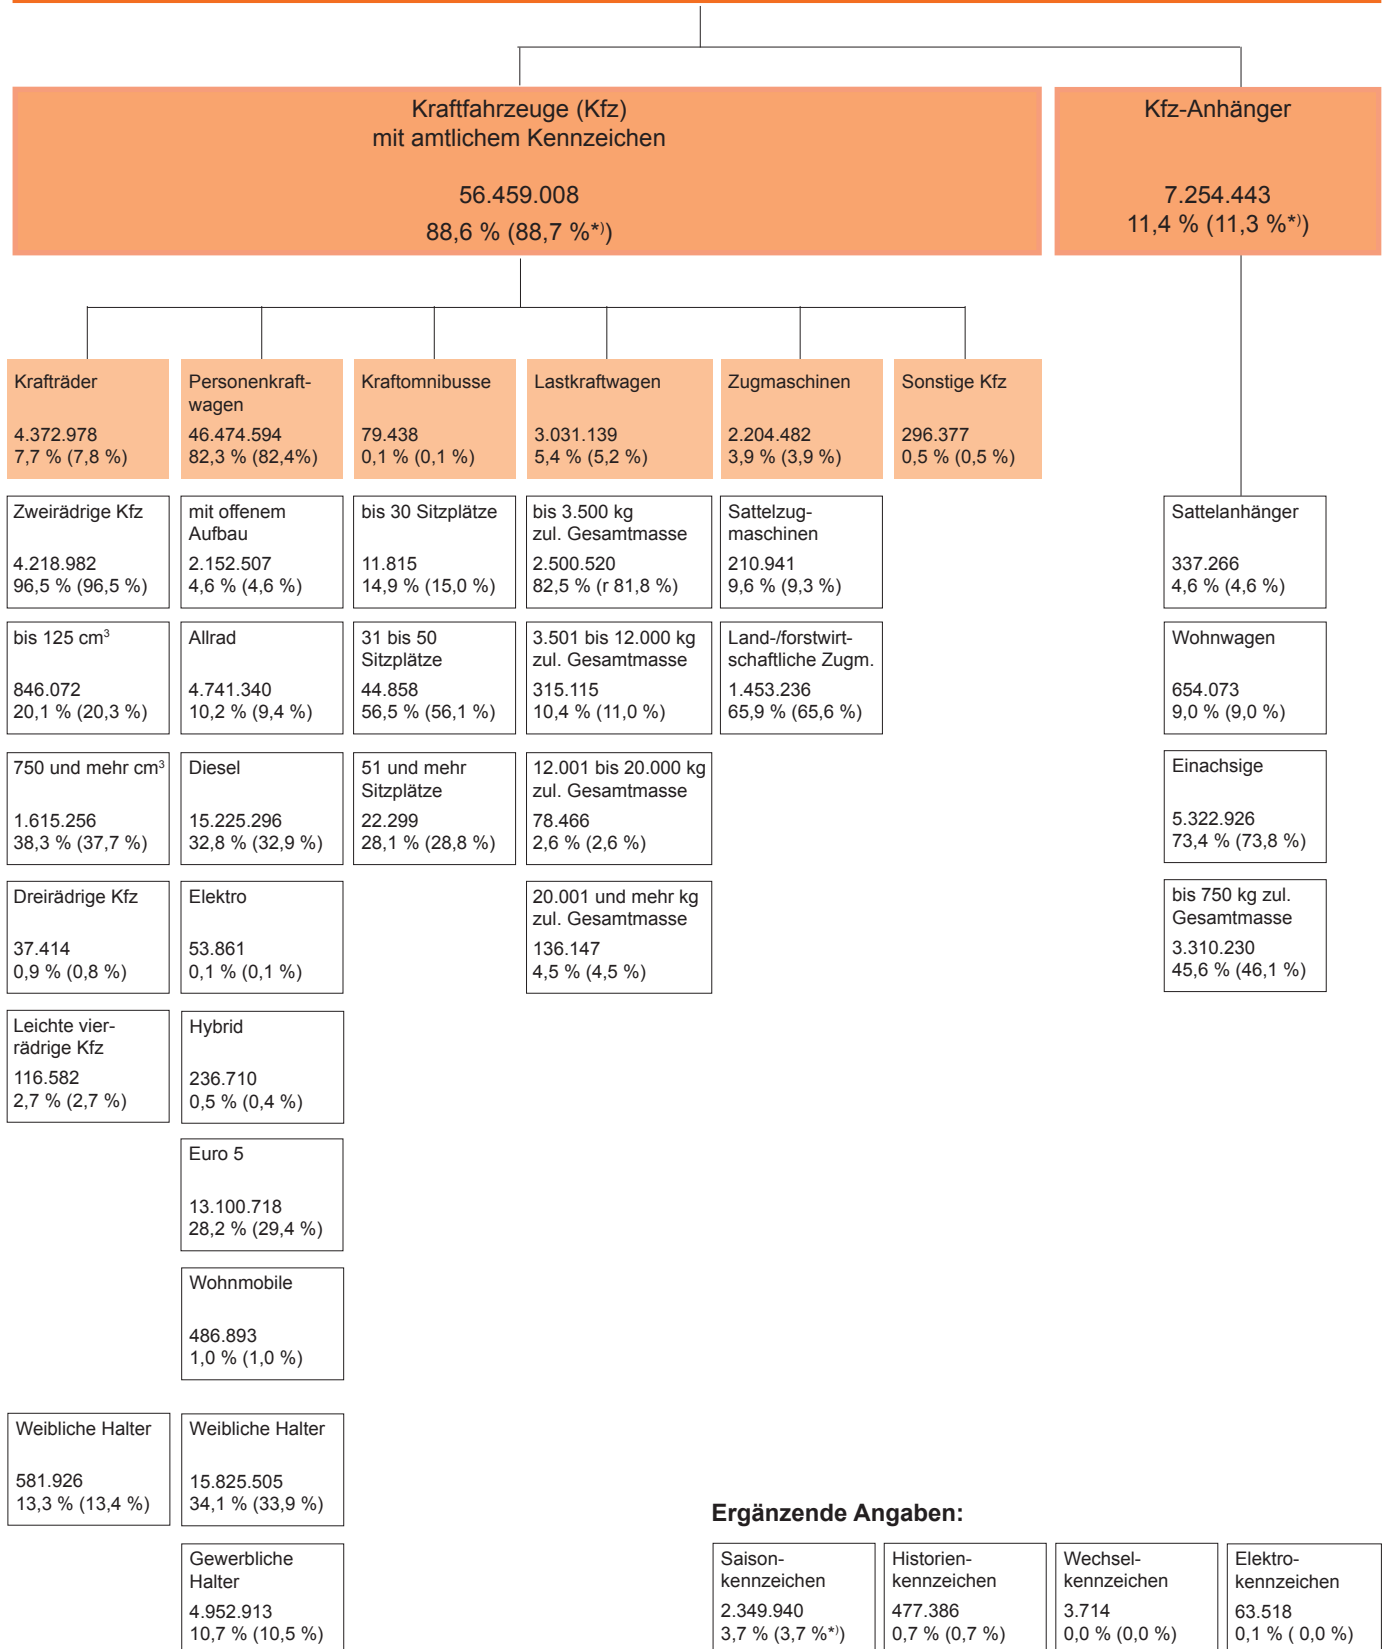 Kraftfahrzeuge (Kfz)
mit amtlichem Kennzeichen
56.459.008
88,6 % (88,7 %*⁾)
Kfz-Anhänger
7.254.443
11,4 % (11,3 %*⁾)
Krafträder
4.372.978
7,7 % (7,8 %)
Personenkraft-
wagen
46.474.594
82,3 % (82,4%)
Kraftomnibusse
79.438
0,1 % (0,1 %)
Lastkraftwagen
3.031.139
5,4 % (5,2 %)
Zugmaschinen
2.204.482
3,9 % (3,9 %)
Sonstige Kfz
296.377
0,5 % (0,5 %)
Zweirädrige Kfz
4.218.982
96,5 % (96,5 %)
mit offenem
Aufbau
2.152.507
4,6 % (4,6 %)
bis 30 Sitzplätze
11.815
14,9 % (15,0 %)
bis 3.500 kg
zul. Gesamtmasse
2.500.520
82,5 % (r 81,8 %)
Sattelzug-
maschinen
210.941
9,6 % (9,3 %)
Sattelanhänger
337.266
4,6 % (4,6 %)
bis 125 cm³
846.072
20,1 % (20,3 %)
Allrad
4.741.340
10,2 % (9,4 %)
31 bis 50
Sitzplätze
44.858
56,5 % (56,1 %)
3.501 bis 12.000 kg
zul. Gesamtmasse
315.115
10,4 % (11,0 %)
Land-/forstwirt-
schaftliche Zugm.
1.453.236
65,9 % (65,6 %)
Wohnwagen
654.073
9,0 % (9,0 %)
750 und mehr cm³
1.615.256
38,3 % (37,7 %)
Diesel
15.225.296
32,8 % (32,9 %)
51 und mehr
Sitzplätze
22.299
28,1 % (28,8 %)
12.001 bis 20.000 kg
zul. Gesamtmasse
78.466
2,6 % (2,6 %)
Einachsige
5.322.926
73,4 % (73,8 %)
Dreirädrige Kfz
37.414
0,9 % (0,8 %)
Elektro
53.861
0,1 % (0,1 %)
20.001 und mehr kg
zul. Gesamtmasse
136.147
4,5 % (4,5 %)
bis 750 kg zul.
Gesamtmasse
3.310.230
45,6 % (46,1 %)
Leichte vier-
rädrige Kfz
116.582
2,7 % (2,7 %)
Hybrid
236.710
0,5 % (0,4 %)
Euro 5
13.100.718
28,2 % (29,4 %)
Wohnmobile
486.893
1,0 % (1,0 %)
Weibliche Halter
581.926
13,3 % (13,4 %)
Weibliche Halter
15.825.505
34,1 % (33,9 %)
Gewerbliche
Halter
4.952.913
10,7 % (10,5 %)
Ergänzende Angaben:
Saison-
kennzeichen
2.349.940
3,7 % (3,7 %*⁾)
Historien-
kennzeichen
477.386
0,7 % (0,7 %)
Wechsel-
kennzeichen
3.714
0,0 % (0,0 %)
Elektro-
kennzeichen
63.518
0,1 % ( 0,0 %)